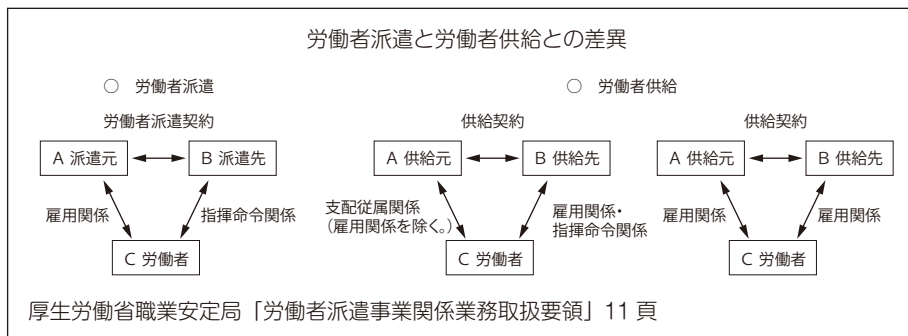 労働者派遣と労働者供給との差異
○ 労働者派遣
○ 労働者供給
労働者派遣契約
A 派遣元
B 派遣先
雇用関係
指揮命令関係
C 労働者
供給契約
A 供給元
B 供給先
支配従属関係
(雇用関係を除く。)
雇用関係・
指揮命令関係
C 労働者
供給契約
A 供給元
B 供給先
雇用関係
雇用関係
C 労働者
厚生労働省職業安定局「労働者派遣事業関係業務取扱要領」11 頁